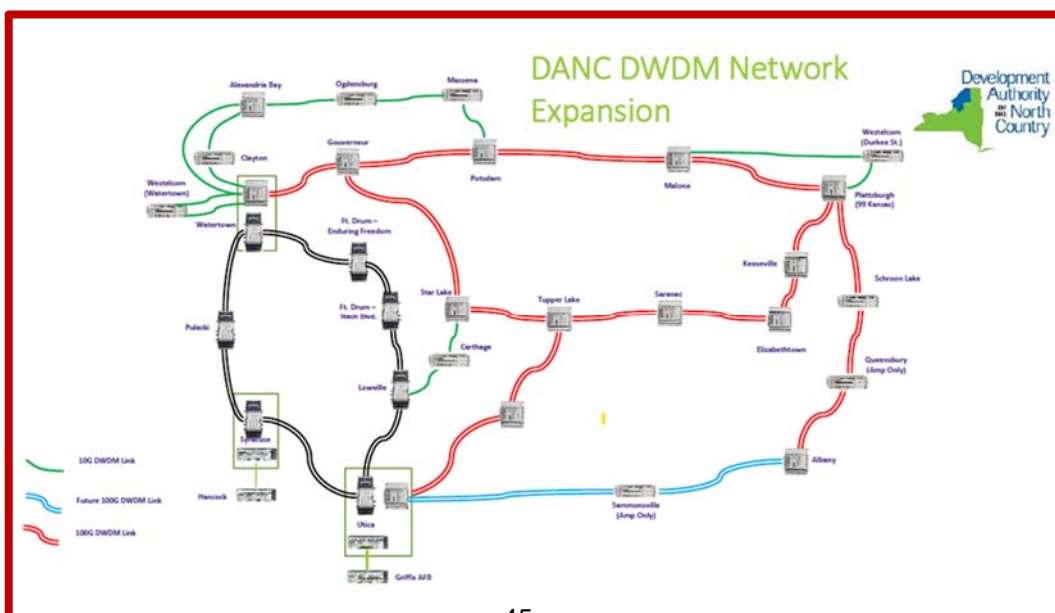 DANC DWDM Network
Expansion
Development
Authority
OF
THE North
Country
Alexandria Bay
Ogdensburg
Massena
Clayton
Gouverneur
Potsdam
Malone
Westelcom
(Durkee St.)
Plattsburgh
(99 Kansas)
Westelcom
(Watertown)
Watertown
Ft. Drum –
Enduring Freedom
Ft. Drum –
Nash Blvd.
Keeseville
Schroon Lake
Star Lake
Tupper Lake
Saranac
Elizabethtown
Pulaski
Carthage
Lowville
Queensbury
(Amp Only)
Syracuse
Albany
10G DWDM Link
Future 100G DWDM Link
100G DWDM Link
Hancock
Utica
Sammonsville
(Amp Only)
Griffis AFB